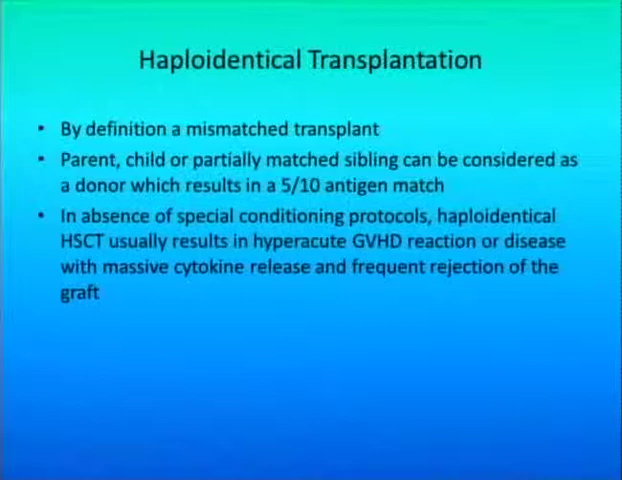 Haploidentical Transplantation
• By definition a mismatched transplant
• Parent, child or partially matched sibling can be considered as
a donor which results in a 5/10 antigen match
• In absence of special conditioning protocols, haploidentical
HSCT usually results in hyperacute GVHD reaction or disease
with massive cytokine release and frequent rejection of the
graft